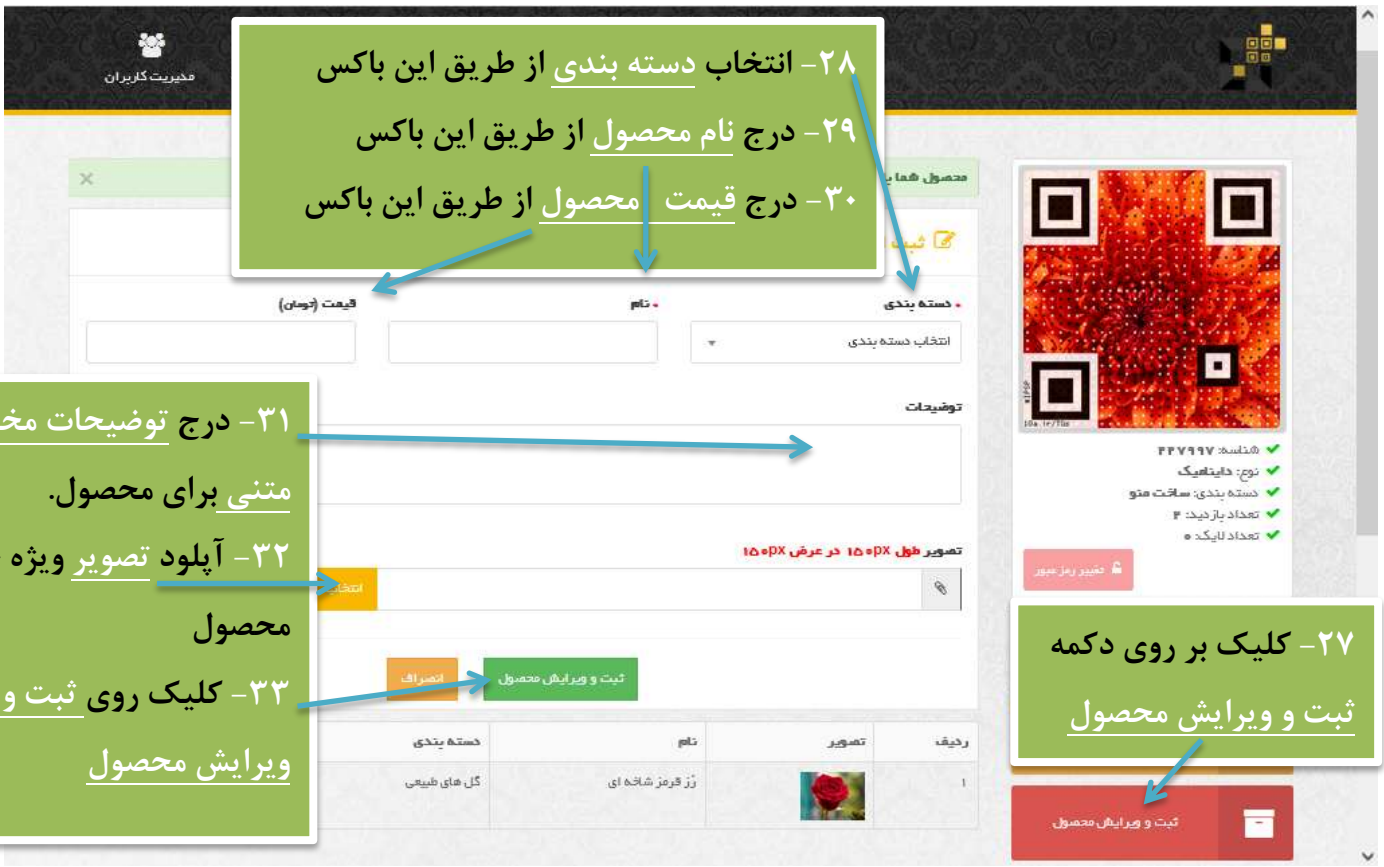 مدیریت کاربران
۲۸- انتخاب دسته بندی از طریق این باکس
۲۹- درج نام محصول از طریق این باکس
۳۰- درج قیمت محصول از طریق این باکس
محصول شما
ثبت
دسته بندی
نام
قیمت (تومان)
انتخاب دسته بندی
توضیحات
۳۱- درج توضیحات
متنی برای محصول.
۳۲- آپلود تصویر ویژه
محصول
۳۳- کلیک روی ثبت و
ویرایش محصول
تصویر طول ۱۵۰px در عرض ۱۵۰px
ثبت و ویرایش محصول
انصراف
ردیف
تصویر
نام
دسته بندی
۱
رُز قرمز شاخه ای
گل های طبیعی
شناسه: ۲۲۷۹۹۷
نوع: داینامیک
دسته بندی: ساخت منو
تعداد بازدید: ۲
تعداد لایک: ۰
تغییر رمز عبور
۲۷- کلیک بر روی دکمه
ثبت و ویرایش محصول
ثبت و ویرایش محصول